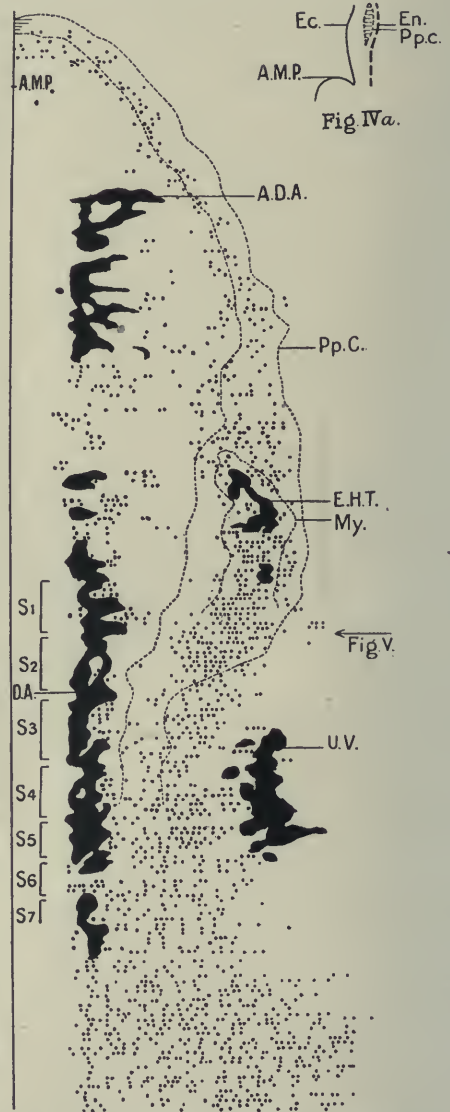 Ec.
En.
Pp.c.
A.M.P.
Fig. IVa.
A.M.P.
A.D.A.
Pp.C.
E.H.T.
My.
S1
Fig. V.
S2
D.A.
S3
U.V.
S4
S5
S6
S7